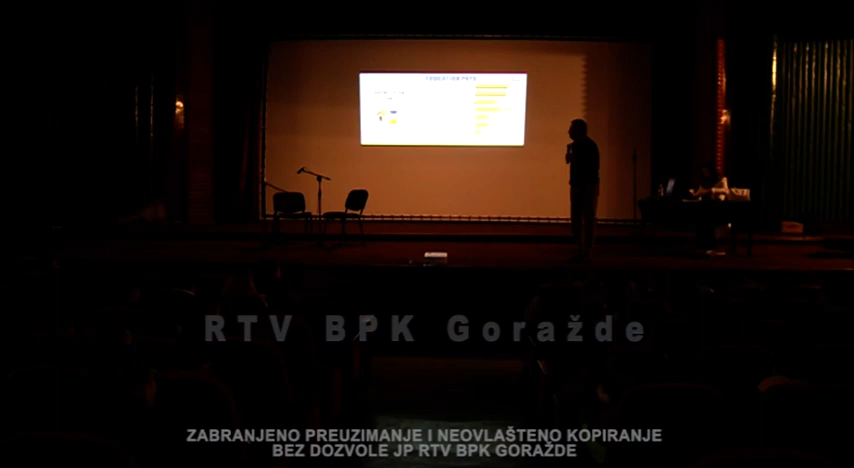 RTV BPK Goražde
ZABRANJENO PREUZIMANJE I NEOVLAŠTENO KOPIRANJE
BEZ DOZVOLE JP RTV BPK GORAŽDE